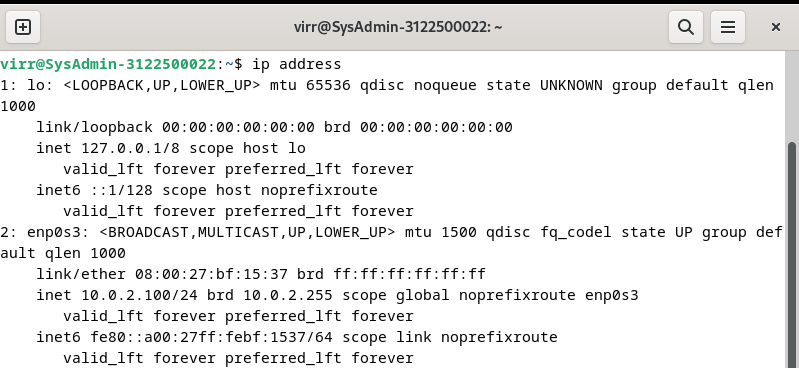 virr@SysAdmin-3122500022: ~
virr@SysAdmin-3122500022:~$ ip address
1: lo: <LOOPBACK,UP,LOWER_UP> mtu 65536 qdisc noqueue state UNKNOWN group default qlen
1000
    link/loopback 00:00:00:00:00:00 brd 00:00:00:00:00:00
    inet 127.0.0.1/8 scope host lo
       valid_lft forever preferred_lft forever
    inet6 ::1/128 scope host noprefixroute
       valid_lft forever preferred_lft forever
2: enp0s3: <BROADCAST,MULTICAST,UP,LOWER_UP> mtu 1500 qdisc fq_codel state UP group def
ault qlen 1000
    link/ether 08:00:27:bf:15:37 brd ff:ff:ff:ff:ff:ff
    inet 10.0.2.100/24 brd 10.0.2.255 scope global noprefixroute enp0s3
       valid_lft forever preferred_lft forever
    inet6 fe80::a00:27ff:febf:1537/64 scope link noprefixroute
       valid_lft forever preferred_lft forever